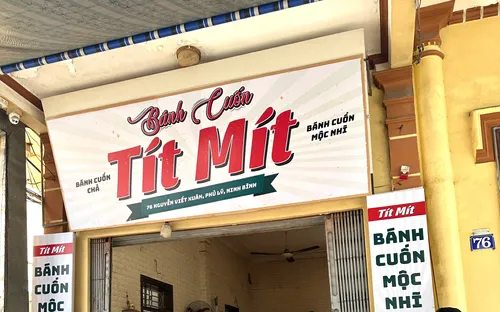 Bánh Cuốn
Tít Mít
BÁNH CUỐN
CHẢ
BÁNH CUỐN
MỘC NHĨ
76 NGUYỄN VIẾT XUÂN, PHỦ LÝ, NINH BÌNH
Tít Mít
BÁNH
CUỐN
MỘC
Tít Mít
BÁNH
CUỐN
MỘC
NHĨ
76